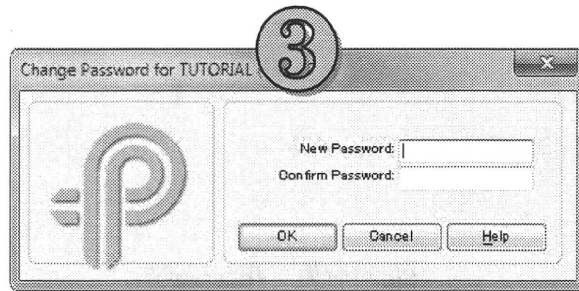 3
Change Password for TUTORIAL
New Password:
Confirm Password:
OK Cancel Help